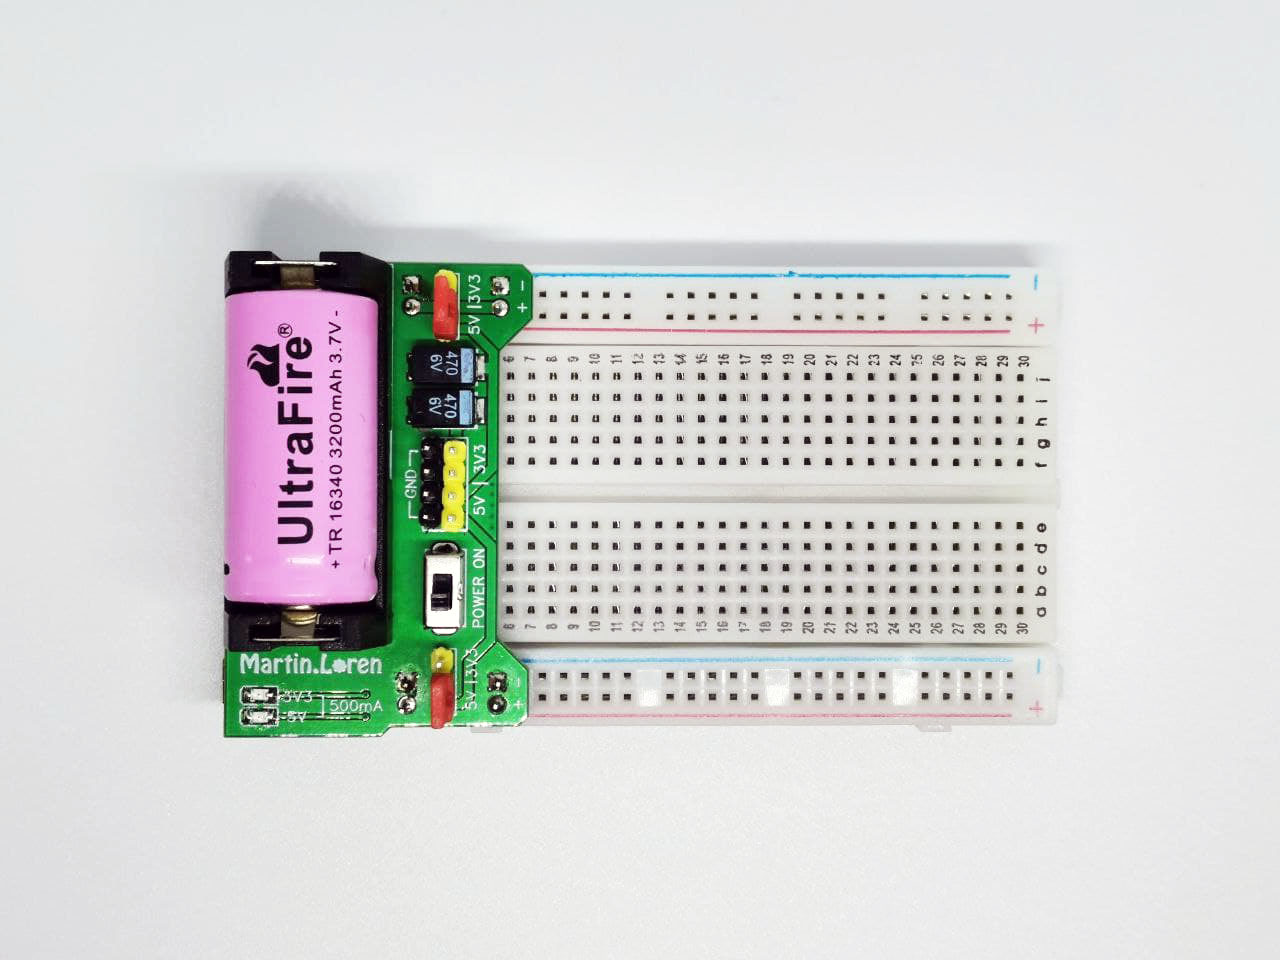 UltraFire®
+ TR 16340 3200mAh 3.7V -
5V | 3V3
- +
470
6V
470
6V
GND
5V | 3V3
POWER ON
5V | 3V3
- +
Martin.Loren
3V3
5V
500mA
-
+
6 7 8 9 10 11 12 13 14 15 16 17 18 19 20 21 22 23 24 25 26 27 28 29 30
j
i
h
g
f
e
d
c
b
a
6 7 8 9 10 11 12 13 14 15 16 17 18 19 20 21 22 23 24 25 26 27 28 29 30
-
+